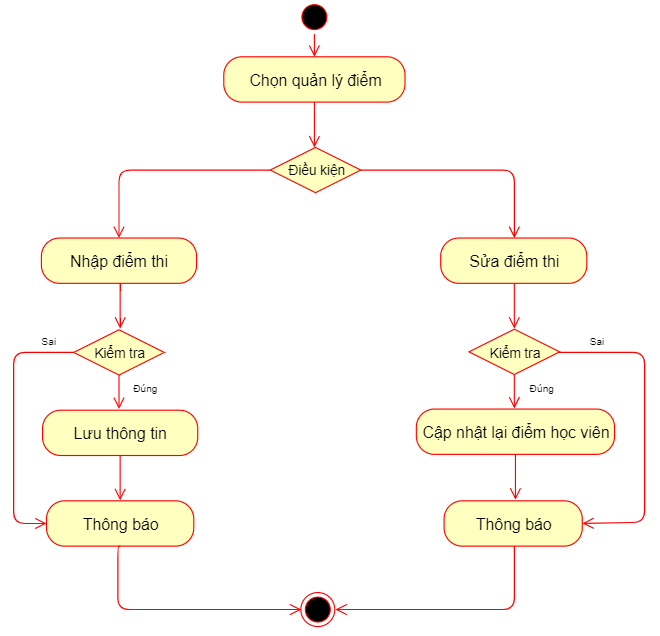 Chọn quản lý điểm
Điều kiện
Nhập điểm thi
Sửa điểm thi
Sai
Kiểm tra
Kiểm tra
Sai
Đúng
Đúng
Lưu thông tin
Cập nhật lại điểm học viên
Thông báo
Thông báo